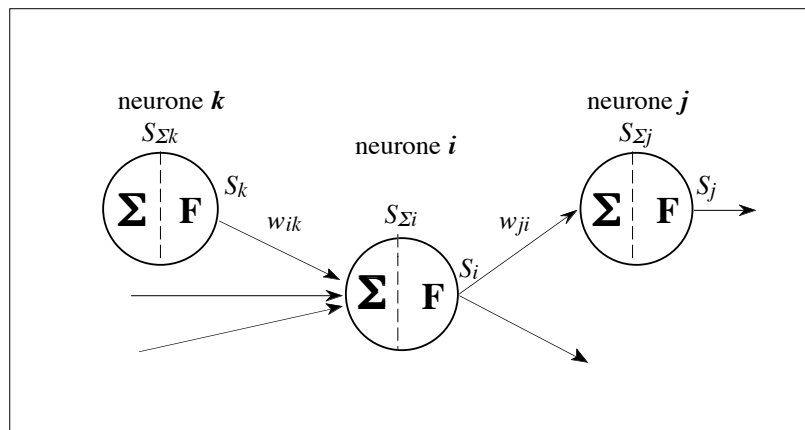 neurone k
S_Σk
Σ F
S_k
w_ik
neurone i
S_Σi
Σ F
S_i
w_ji
neurone j
S_Σj
Σ F
S_j